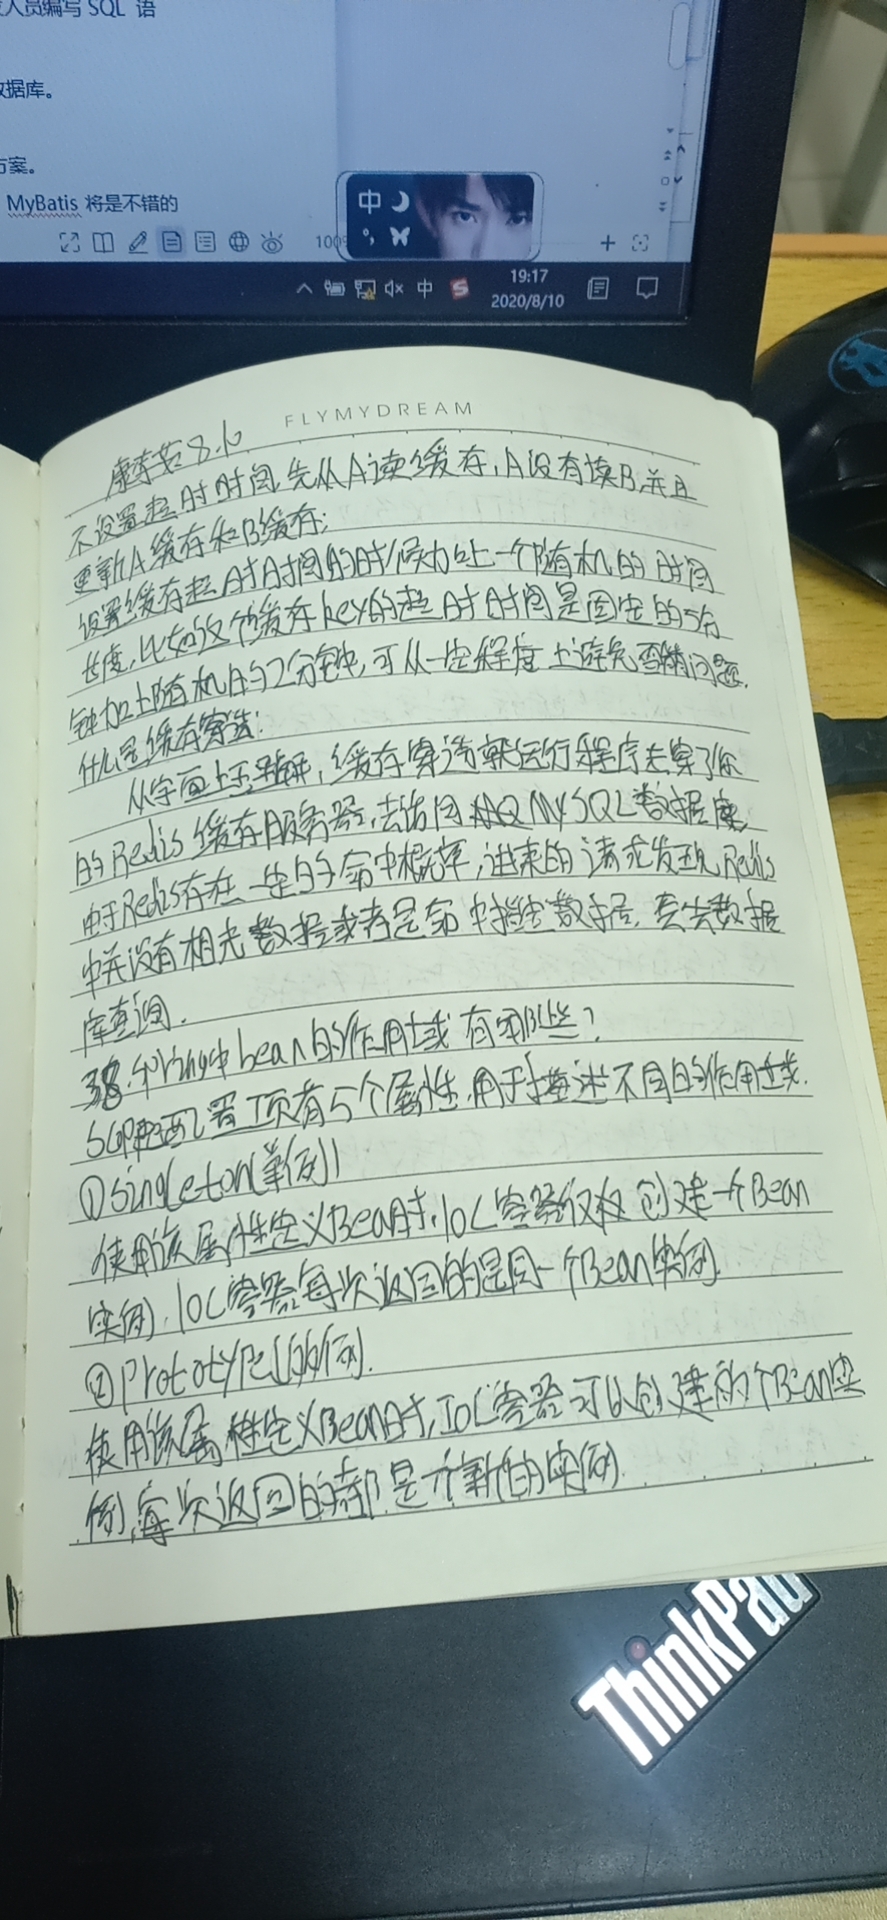 人员编写 SQL 语
数据库。
方案。
MyBatis 将是不错的
100%
中
19:17
中
2020/8/10
FLYMYDREAM
8.10
不设置超时时间,先从A读缓存,A没有读B,并且
更新A缓存和B缓存;
设置缓存超时时间的时候加上一个随机的时间
长度,比如这个缓存key的超时时间是固定的5分
钟加上随机的2分钟,可从一定程度上避免雪崩问题.
什么是缓存穿透:
从字面上理解,缓存穿透就运行程序去穿了你
的Redis缓存服务器,去访问MySQL数据库,
由于Redis存在一定的命中概率,进来的请求发现Redis
中并没有相关数据或者是命中数据,要去数据
库查询.
38.Spring中bean的作用域有哪些?
配置项有5个属性,用于描述不同的作用域.
①singleton(单例)
使用该属性定义Bean时,IOC容器仅仅创建一个Bean
实例,IOC容器每次返回的是同一个Bean实例.
②prototype(例).
使用该属性定义Bean时,IOC容器可以创建的个Bean实
例,每次返回的都是一个新的实例.
ThinkPad